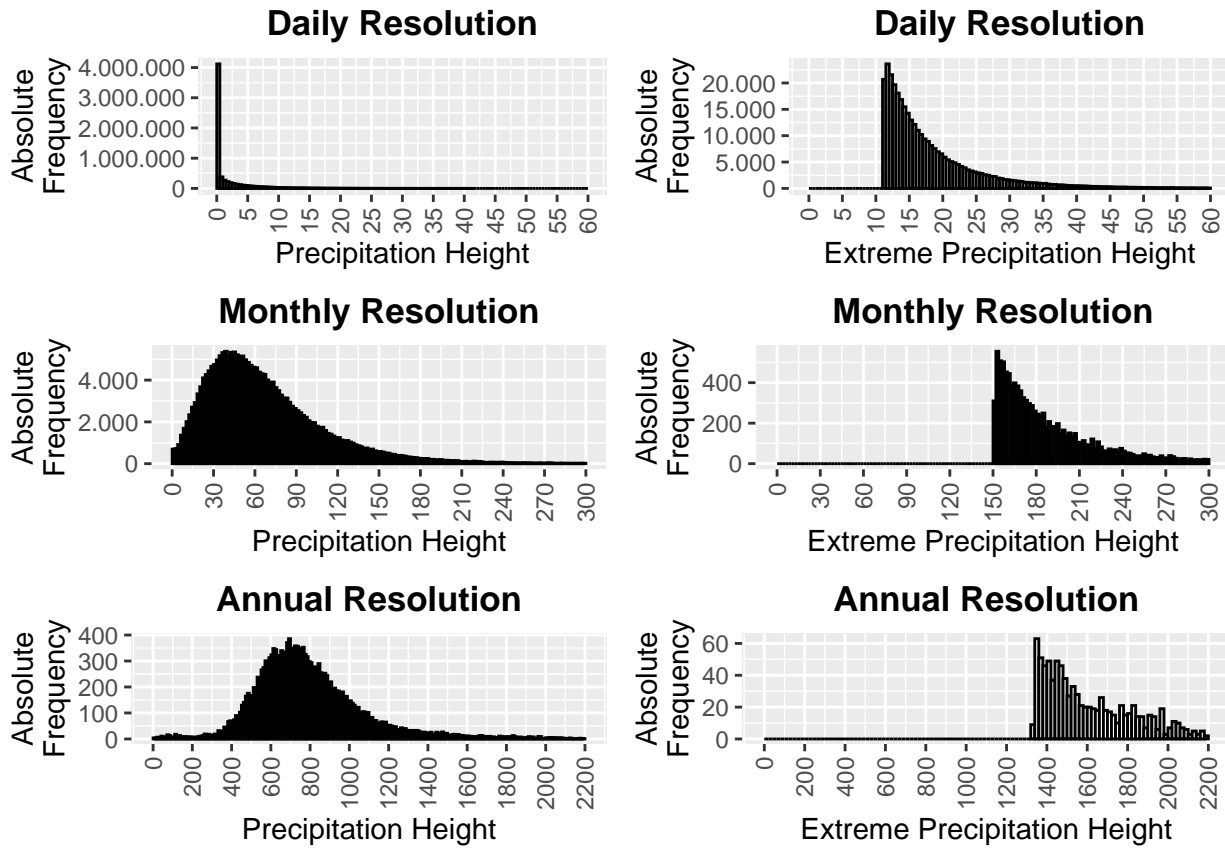 Daily Resolution
Absolute
Frequency
4.000.000
3.000.000
2.000.000
1.000.000
0
0 5 10 15 20 25 30 35 40 45 50 55 60
Precipitation Height
Daily Resolution
Absolute
Frequency
20.000
15.000
10.000
5.000
0
0 5 10 15 20 25 30 35 40 45 50 55 60
Extreme Precipitation Height
Monthly Resolution
Absolute
Frequency
4.000
2.000
0
0 30 60 90 120 150 180 210 240 270 300
Precipitation Height
Monthly Resolution
Absolute
Frequency
400
200
0
0 30 60 90 120 150 180 210 240 270 300
Extreme Precipitation Height
Annual Resolution
Absolute
Frequency
400
300
200
100
0
0 200 400 600 800 1000 1200 1400 1600 1800 2000 2200
Precipitation Height
Annual Resolution
Absolute
Frequency
60
40
20
0
0 200 400 600 800 1000 1200 1400 1600 1800 2000 2200
Extreme Precipitation Height